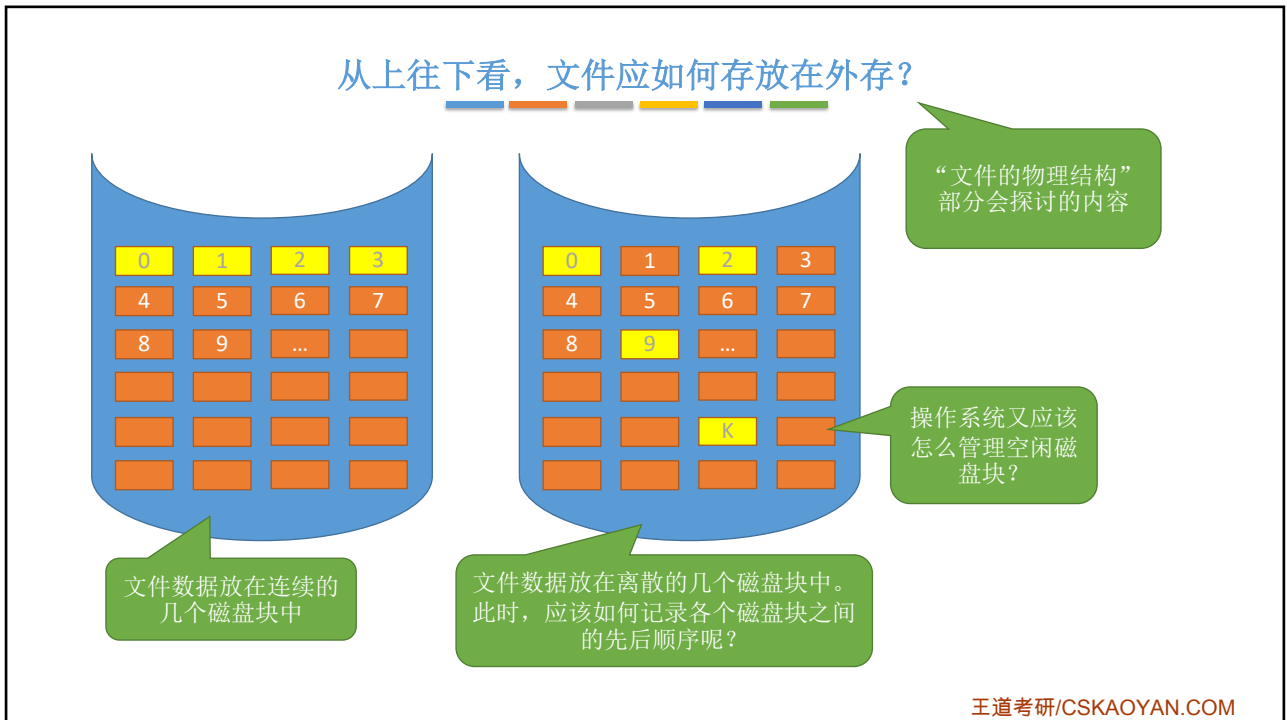 从上往下看，文件应如何存放在外存？
“文件的物理结构”
部分会探讨的内容
0 1 2 3
4 5 6 7
8 9 …
0 1 2 3
4 5 6 7
8 9 …
K
操作系统又应该
怎么管理空闲磁
盘块？
文件数据放在连续的
几个磁盘块中
文件数据放在离散的几个磁盘块中。
此时，应该如何记录各个磁盘块之间
的先后顺序呢？
王道考研/CSKAOYAN.COM